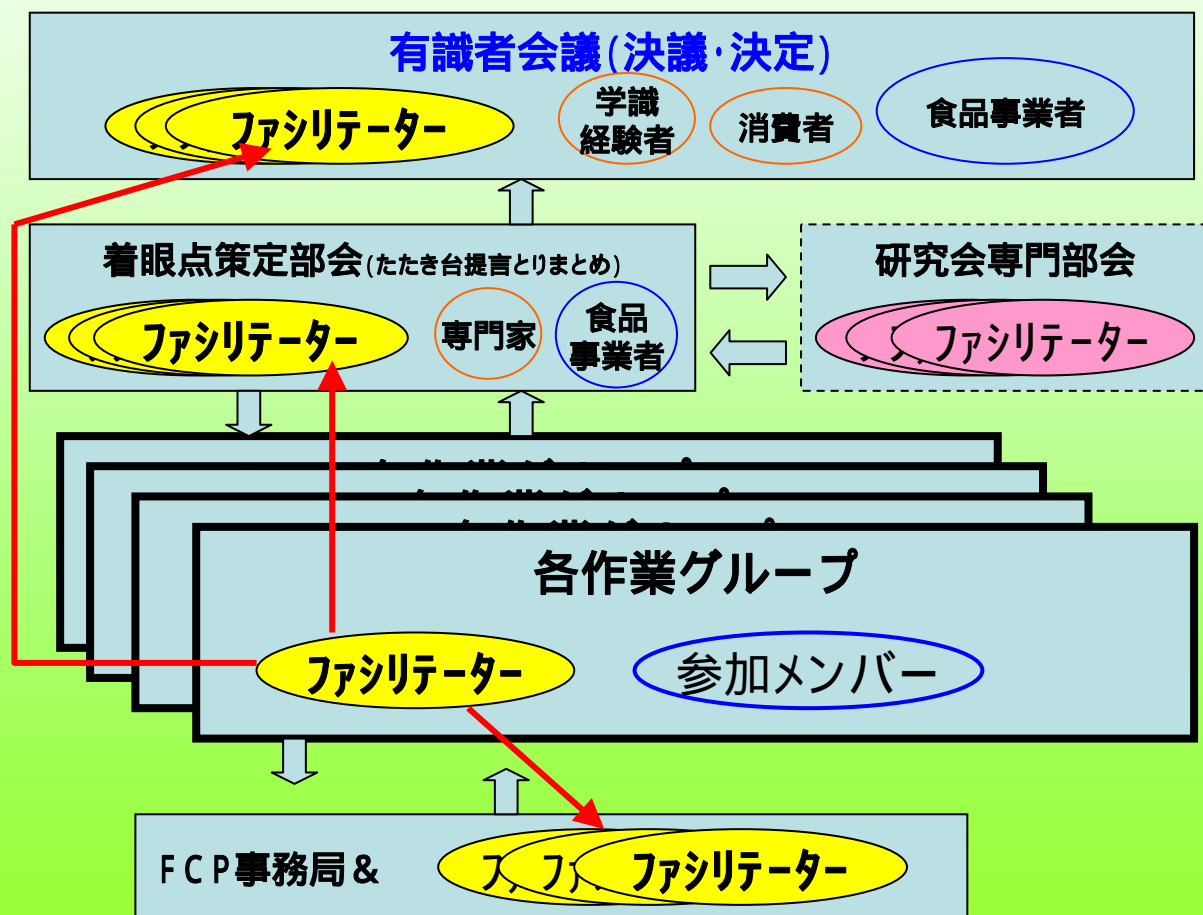 有識者会議(決議・決定)
ファシリテーター
学識
経験者
消費者
食品事業者
着眼点策定部会(たたき台提言とりまとめ)
ファシリテーター
専門家
食品
事業者
研究会専門部会
ファシリテーター
各作業グループ
ファシリテーター
参加メンバー
FCP事務局&
ファシリテーター